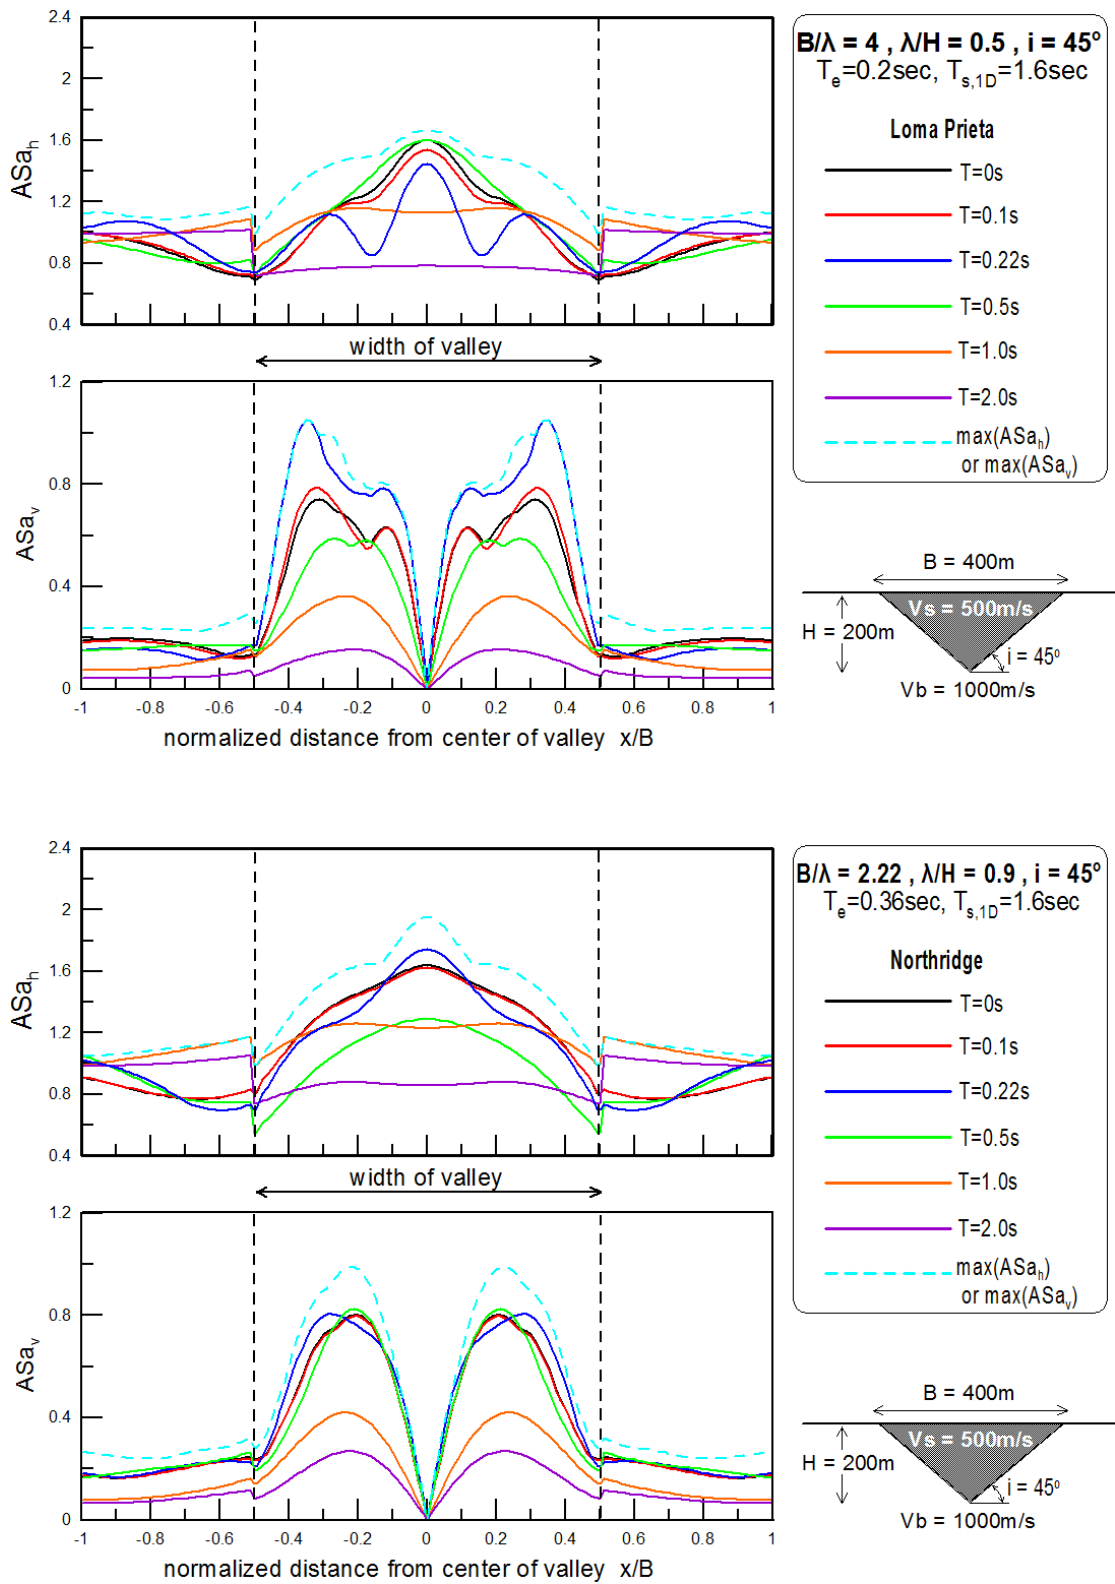 2.4
2
1.6
1.2
0.8
0.4
ASa_h
width of valley
1.2
0.8
0.4
0
ASa_v
-1 -0.8 -0.6 -0.4 -0.2 0 0.2 0.4 0.6 0.8 1
normalized distance from center of valley x/B
B/λ = 4 , λ/H = 0.5 , i = 45º
T_e=0.2sec, T_s,1D=1.6sec
Loma Prieta
T=0s
T=0.1s
T=0.22s
T=0.5s
T=1.0s
T=2.0s
max(ASa_h)
or max(ASa_v)
B = 400m
Vs = 500m/s
H = 200m
i = 45º
Vb = 1000m/s
2.4
2
1.6
1.2
0.8
0.4
ASa_h
width of valley
1.2
0.8
0.4
0
ASa_v
-1 -0.8 -0.6 -0.4 -0.2 0 0.2 0.4 0.6 0.8 1
normalized distance from center of valley x/B
B/λ = 2.22 , λ/H = 0.9 , i = 45º
T_e=0.36sec, T_s,1D=1.6sec
Northridge
T=0s
T=0.1s
T=0.22s
T=0.5s
T=1.0s
T=2.0s
max(ASa_h)
or max(ASa_v)
B = 400m
Vs = 500m/s
H = 200m
i = 45º
Vb = 1000m/s